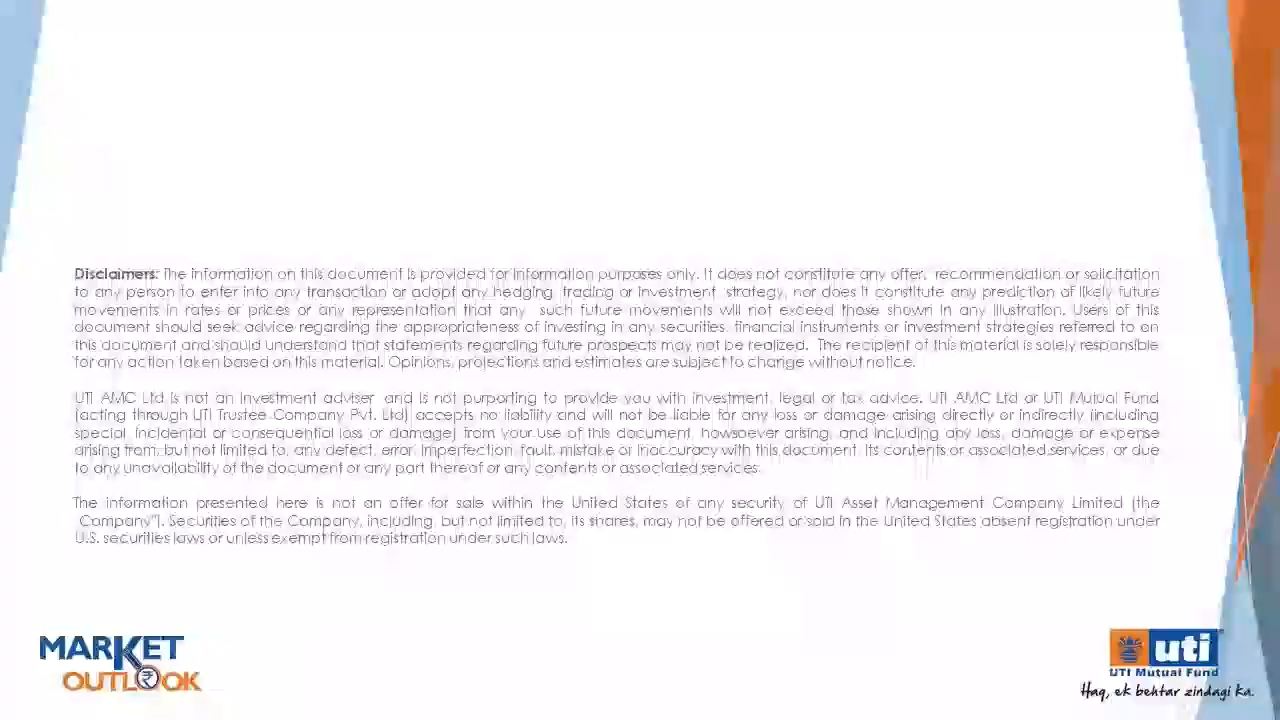 Disclaimers: The information on this document is provided for information purposes only. It does not constitute any offer, recommendation or solicitation
to any person to enter into any transaction or adopt any hedging, trading or investment strategy, nor does it constitute any prediction of likely future
movements in rates or prices or any representation that any such future movements will not exceed those shown in any illustration. Users of this
document should seek advice regarding the appropriateness of investing in any securities, financial instruments or investment strategies referred to on
this document and should understand that statements regarding future prospects may not be realized. The recipient of this material is solely responsible
for any action taken based on this material. Opinions, projections and estimates are subject to change without notice.
UTI AMC Ltd is not an investment adviser and is not purporting to provide you with investment, legal or tax advice. UTI AMC Ltd or UTI Mutual Fund
(acting through UTI Trustee Company Pvt. Ltd) accepts no liability and will not be liable for any loss or damage arising directly or indirectly (including
special, incidental or consequential loss or damage) from your use of this document, howsoever arising, and including any loss, damage or expense
arising from, but not limited to, any defect, error, imperfection, fault, mistake or inaccuracy with this document, its contents or associated services, or due
to any unavailability of the document or any part thereof or any contents or associated services.
The information presented here is not an offer for sale within the United States of any security of UTI Asset Management Company Limited (the
"Company"). Securities of the Company, including, but not limited to, its shares, may not be offered or sold in the United States absent registration under
U.S. securities laws or unless exempt from registration under such laws.
MARKET
OUTLOOK
uti
UTI Mutual Fund
Haq, ek behtar zindagi ka.